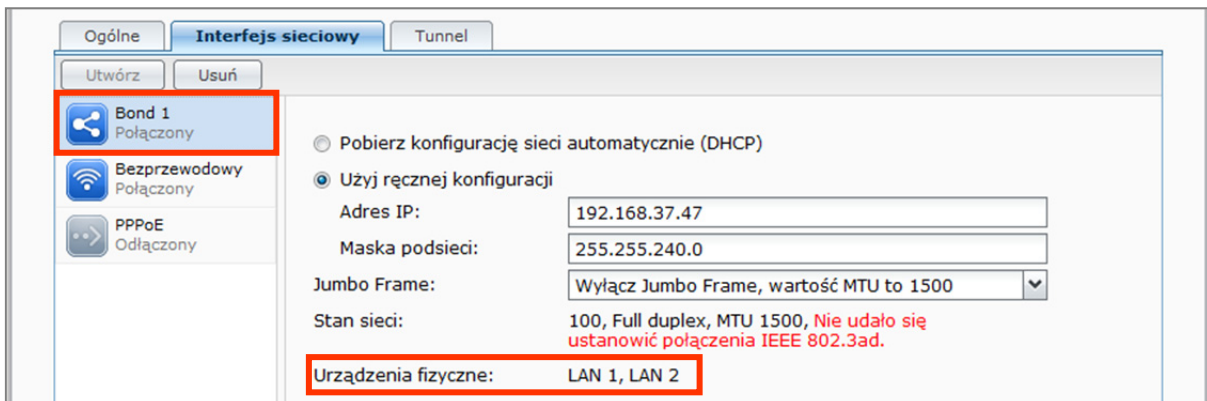 Ogólne Interfejs sieciowy Tunnel
Utwórz Usuń
Bond 1
Połączony
Bezprzewodowy
Połączony
PPPoE
Odłączony
Pobierz konfigurację sieci automatycznie (DHCP)
Użyj ręcznej konfiguracji
Adres IP: 192.168.37.47
Maska podsieci: 255.255.240.0
Jumbo Frame: Wyłącz Jumbo Frame, wartość MTU to 1500
Stan sieci: 100, Full duplex, MTU 1500, Nie udało się
ustanowić połączenia IEEE 802.3ad.
Urządzenia fizyczne: LAN 1, LAN 2